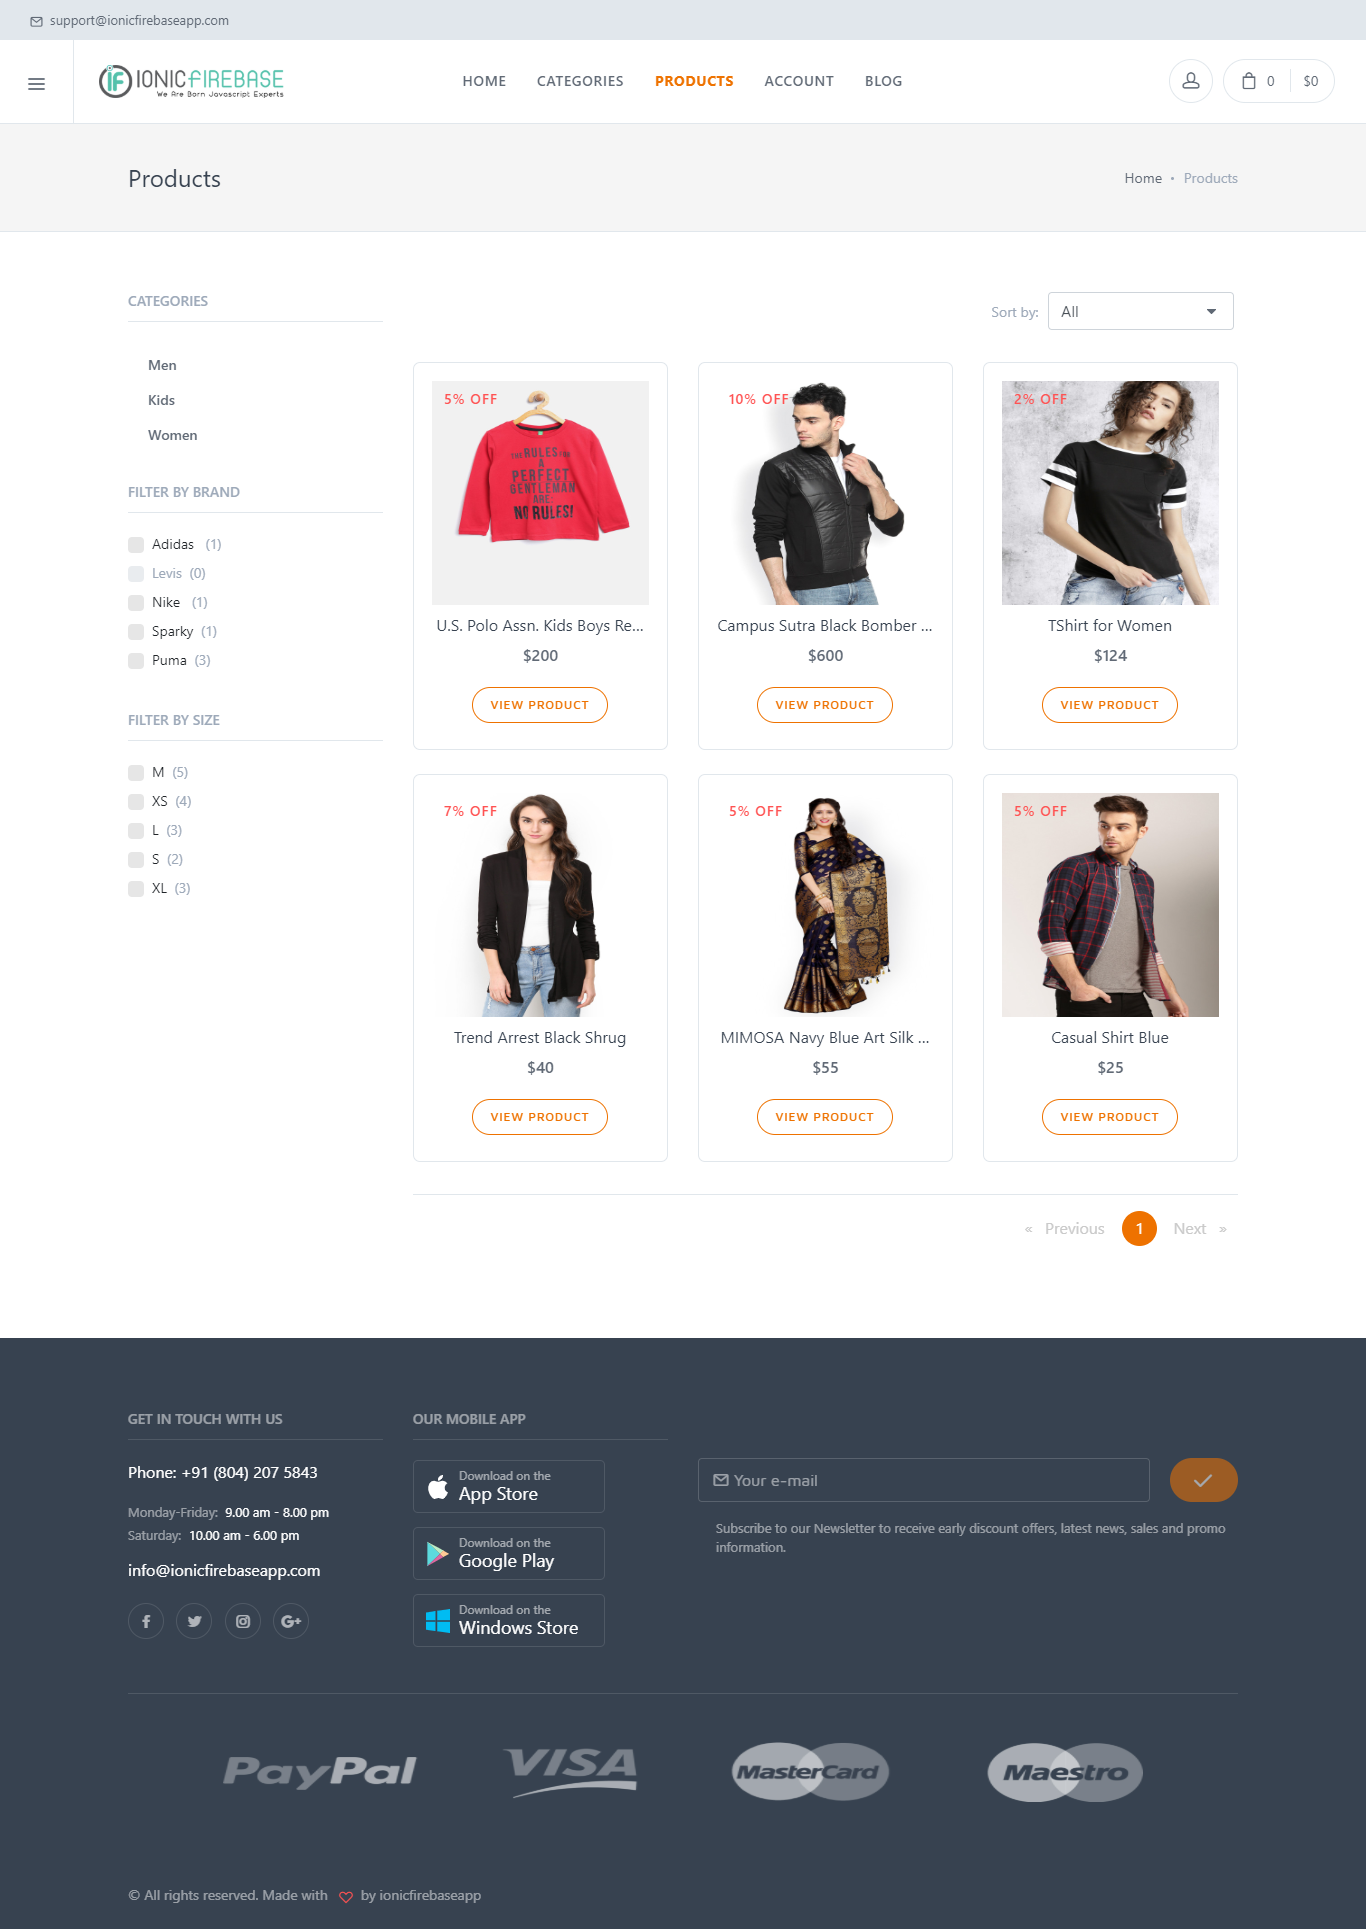 support@ionicfirebaseapp.com
IONICFIREBASE
We Are Born Javascript Experts
HOME CATEGORIES PRODUCTS ACCOUNT BLOG
0 $0
Products
Home • Products
CATEGORIES
Men
Kids
Women
FILTER BY BRAND
Adidas (1)
Levis (0)
Nike (1)
Sparky (1)
Puma (3)
FILTER BY SIZE
M (5)
XS (4)
L (3)
S (2)
XL (3)
Sort by: All
5% OFF
THE RULES FOR
A
PERFECT
GENTLEMAN
ARE
NO RULES!
U.S. Polo Assn. Kids Boys Re...
$200
VIEW PRODUCT
10% OFF
Campus Sutra Black Bomber ...
$600
VIEW PRODUCT
2% OFF
TShirt for Women
$124
VIEW PRODUCT
7% OFF
Trend Arrest Black Shrug
$40
VIEW PRODUCT
5% OFF
MIMOSA Navy Blue Art Silk ...
$55
VIEW PRODUCT
5% OFF
Casual Shirt Blue
$25
VIEW PRODUCT
« Previous 1 Next »
GET IN TOUCH WITH US
Phone: +91 (804) 207 5843
Monday-Friday: 9.00 am - 8.00 pm
Saturday: 10.00 am - 6.00 pm
info@ionicfirebaseapp.com
OUR MOBILE APP
Download on the
App Store
Download on the
Google Play
Download on the
Windows Store
Your e-mail
Subscribe to our Newsletter to receive early discount offers, latest news, sales and promo
information.
PayPal VISA MasterCard Maestro
© All rights reserved. Made with by ionicfirebaseapp